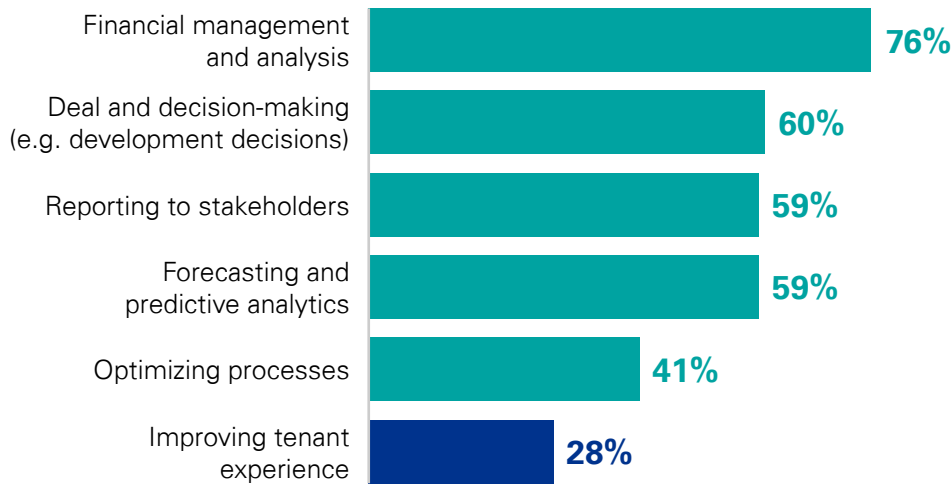 Financial management
and analysis
76%
Deal and decision-making
(e.g. development decisions)
60%
Reporting to stakeholders
59%
Forecasting and
predictive analytics
59%
Optimizing processes
41%
Improving tenant
experience
28%